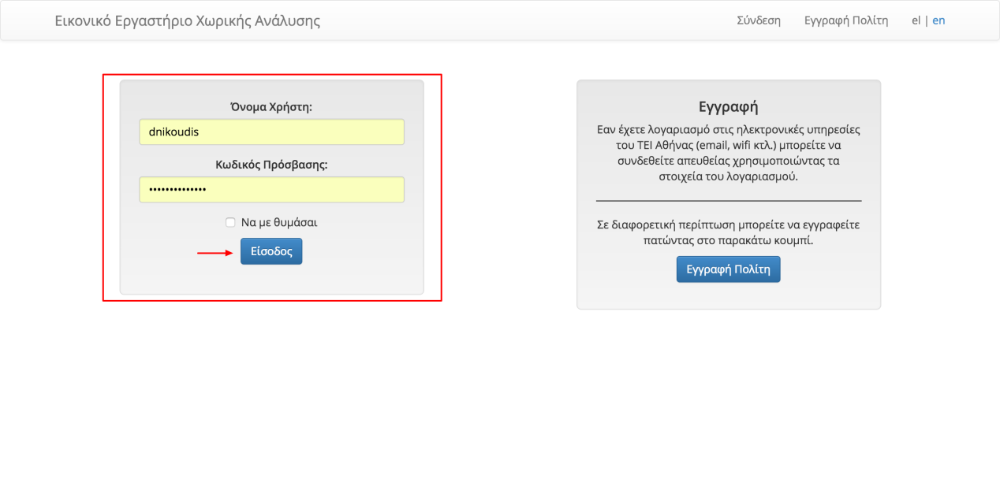 Εικονικό Εργαστήριο Χωρικής Ανάλυσης
Σύνδεση
Εγγραφή Πολίτη
el | en
Όνομα Χρήστη:
dnikoudis
Κωδικός Πρόσβασης:
••••••••••••••
Να με θυμάσαι
Είσοδος
Εγγραφή
Εαν έχετε λογαριασμό στις ηλεκτρονικές υπηρεσίες
του ΤΕΙ Αθήνας (email, wifi κτλ.) μπορείτε να
συνδεθείτε απευθείας χρησιμοποιώντας τα
στοιχεία του λογαριασμού.
Σε διαφορετική περίπτωση μπορείτε να εγγραφείτε
πατώντας στο παρακάτω κουμπί.
Εγγραφή Πολίτη